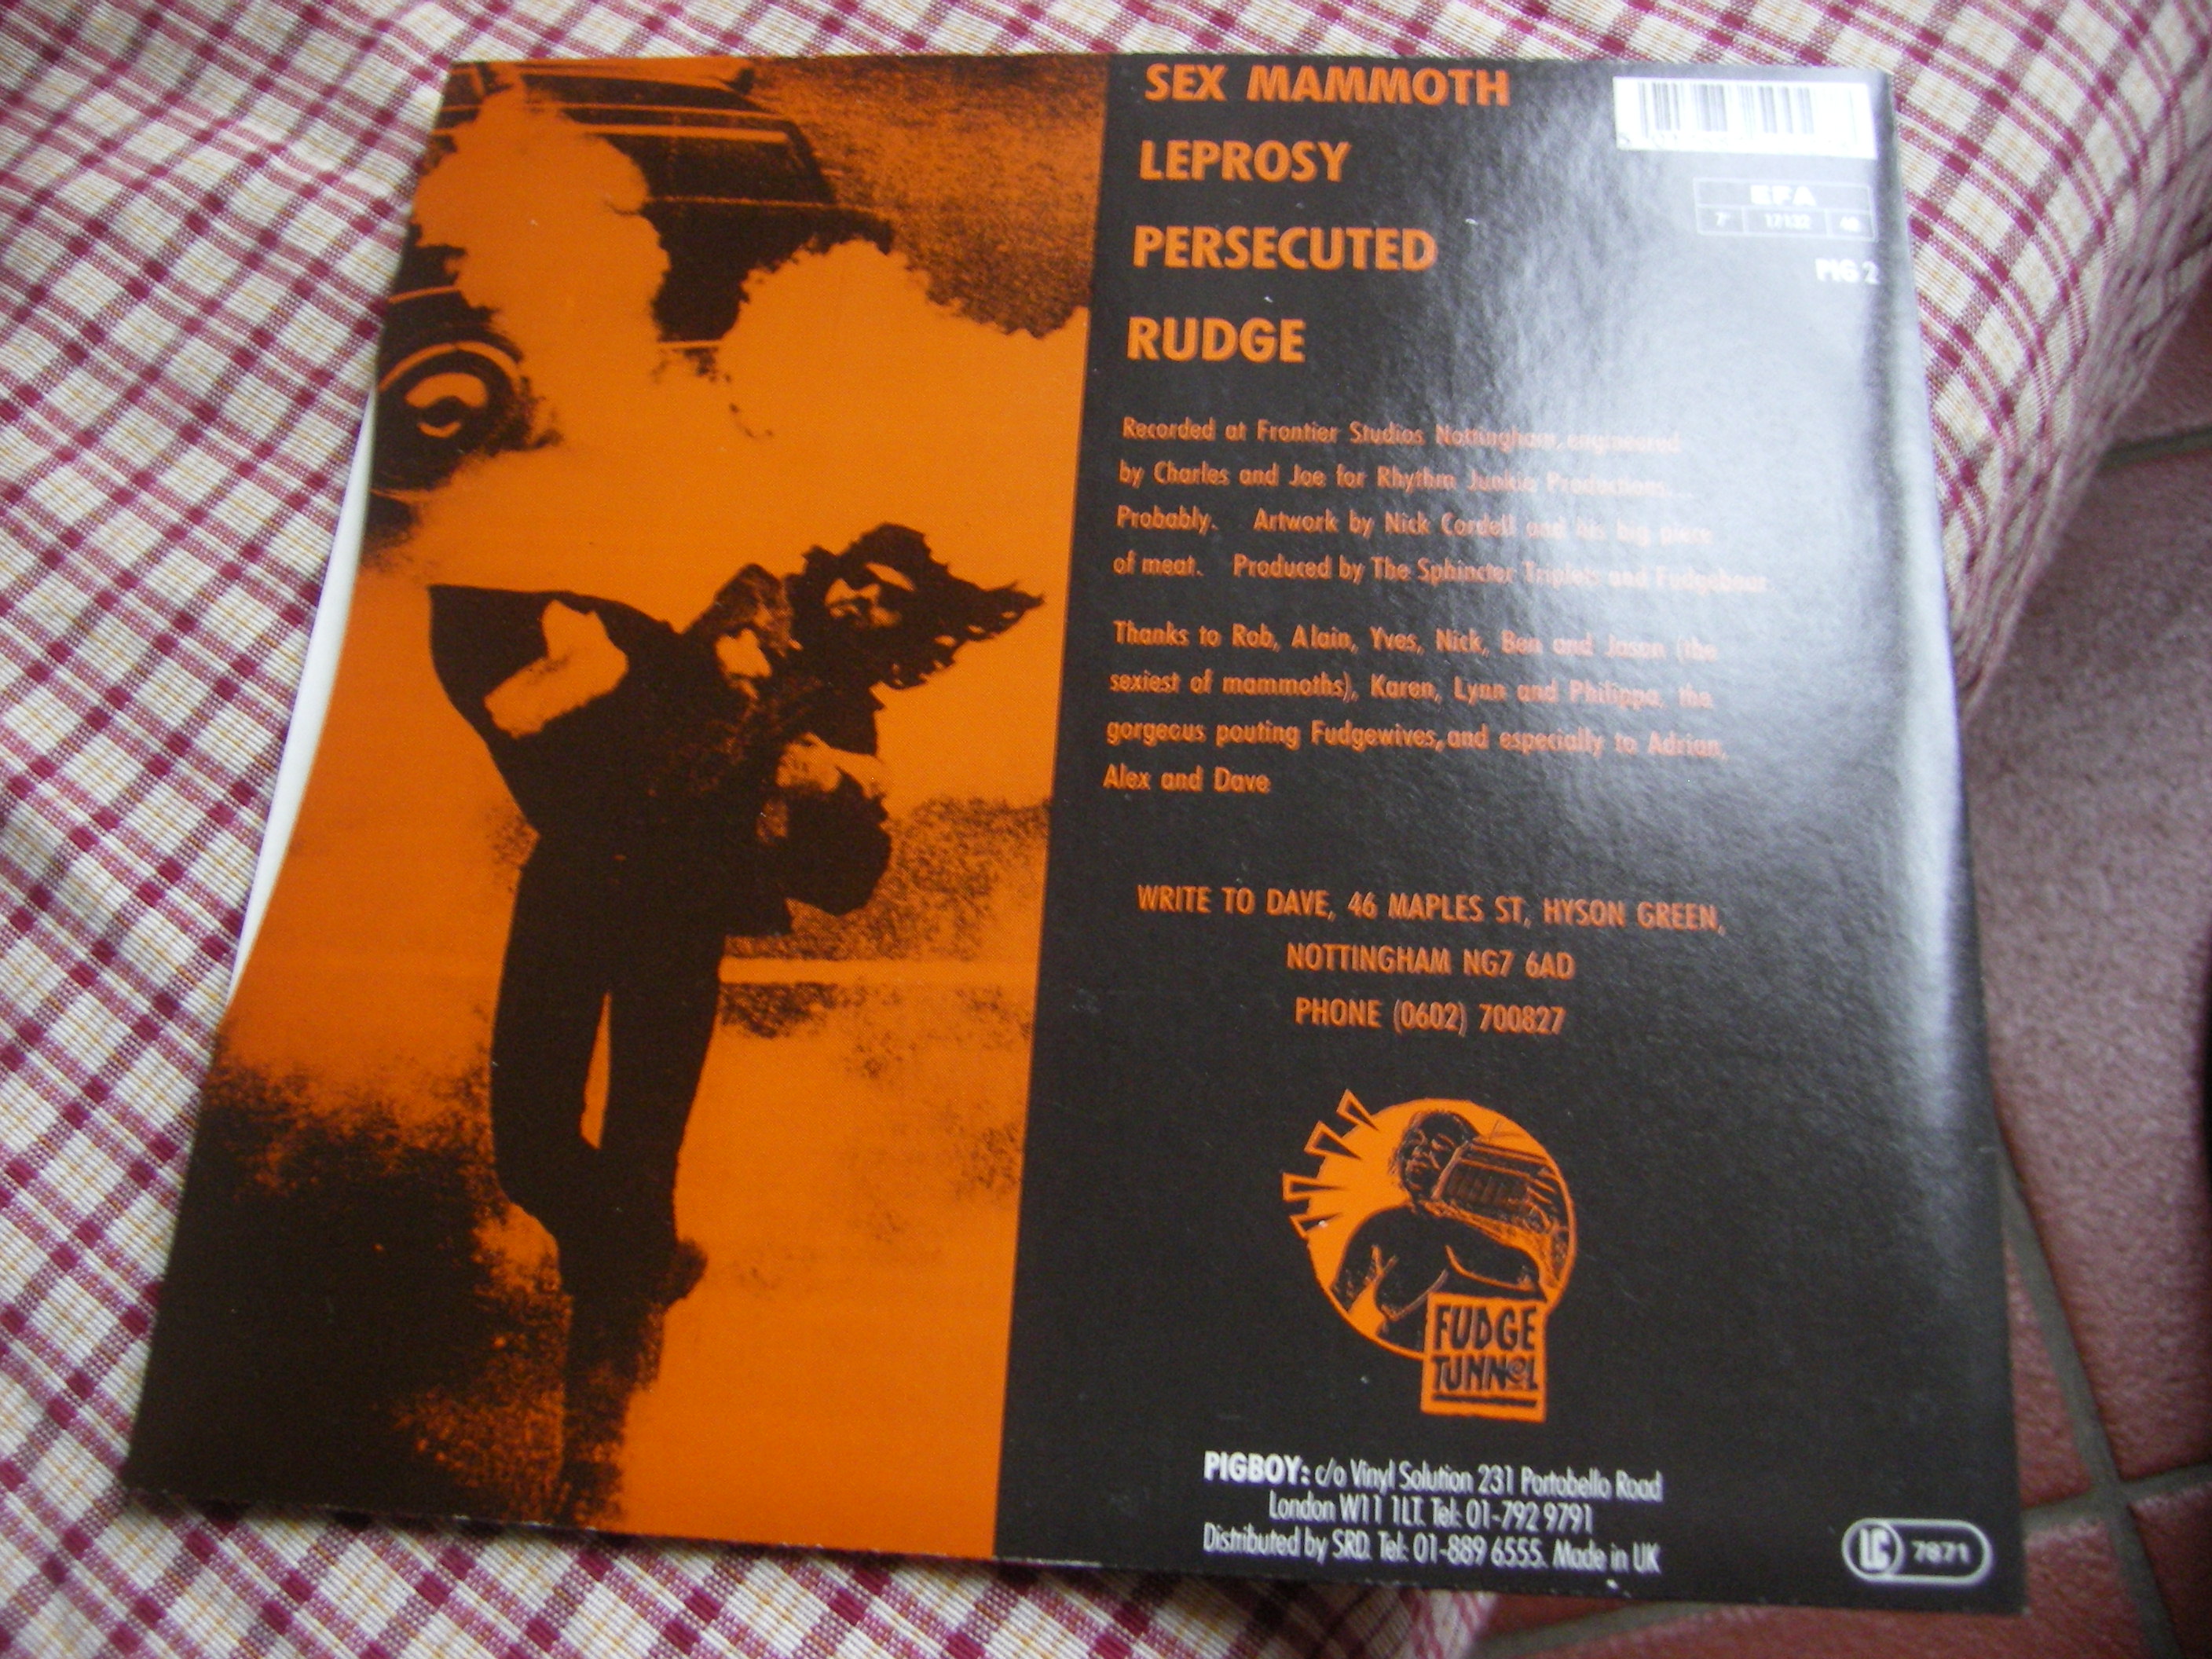 SEX MAMMOTH
LEPROSY
PERSECUTED
RUDGE
EFA
7" 17132 40
PIG 2
Recorded at Frontier Studios Nottingham, engineered
by Charles and Joe for Rhythm Junkie Productions....
Probably. Artwork by Nick Cordell and his big piece
of meat. Produced by The Sphincter Triplets and
Thanks to Rob, Alain, Yves, Nick, Ben and Jason (the
sexiest of mammoths), Karen, Lynn and Philippa, the
gorgeous pouting Fudgewives, and especially to Adrian,
Alex and Dave
WRITE TO DAVE, 46 MAPLES ST, HYSON GREEN,
NOTTINGHAM NG7 6AD
PHONE (0602) 700827
FUDGE
TUNNeL
PIGBOY: c/o Vinyl Solution 231 Portobello Road
London W11 1LT. Tel: 01-792 9791
Distributed by SRD. Tel: 01-889 6555. Made in UK
LC 7871